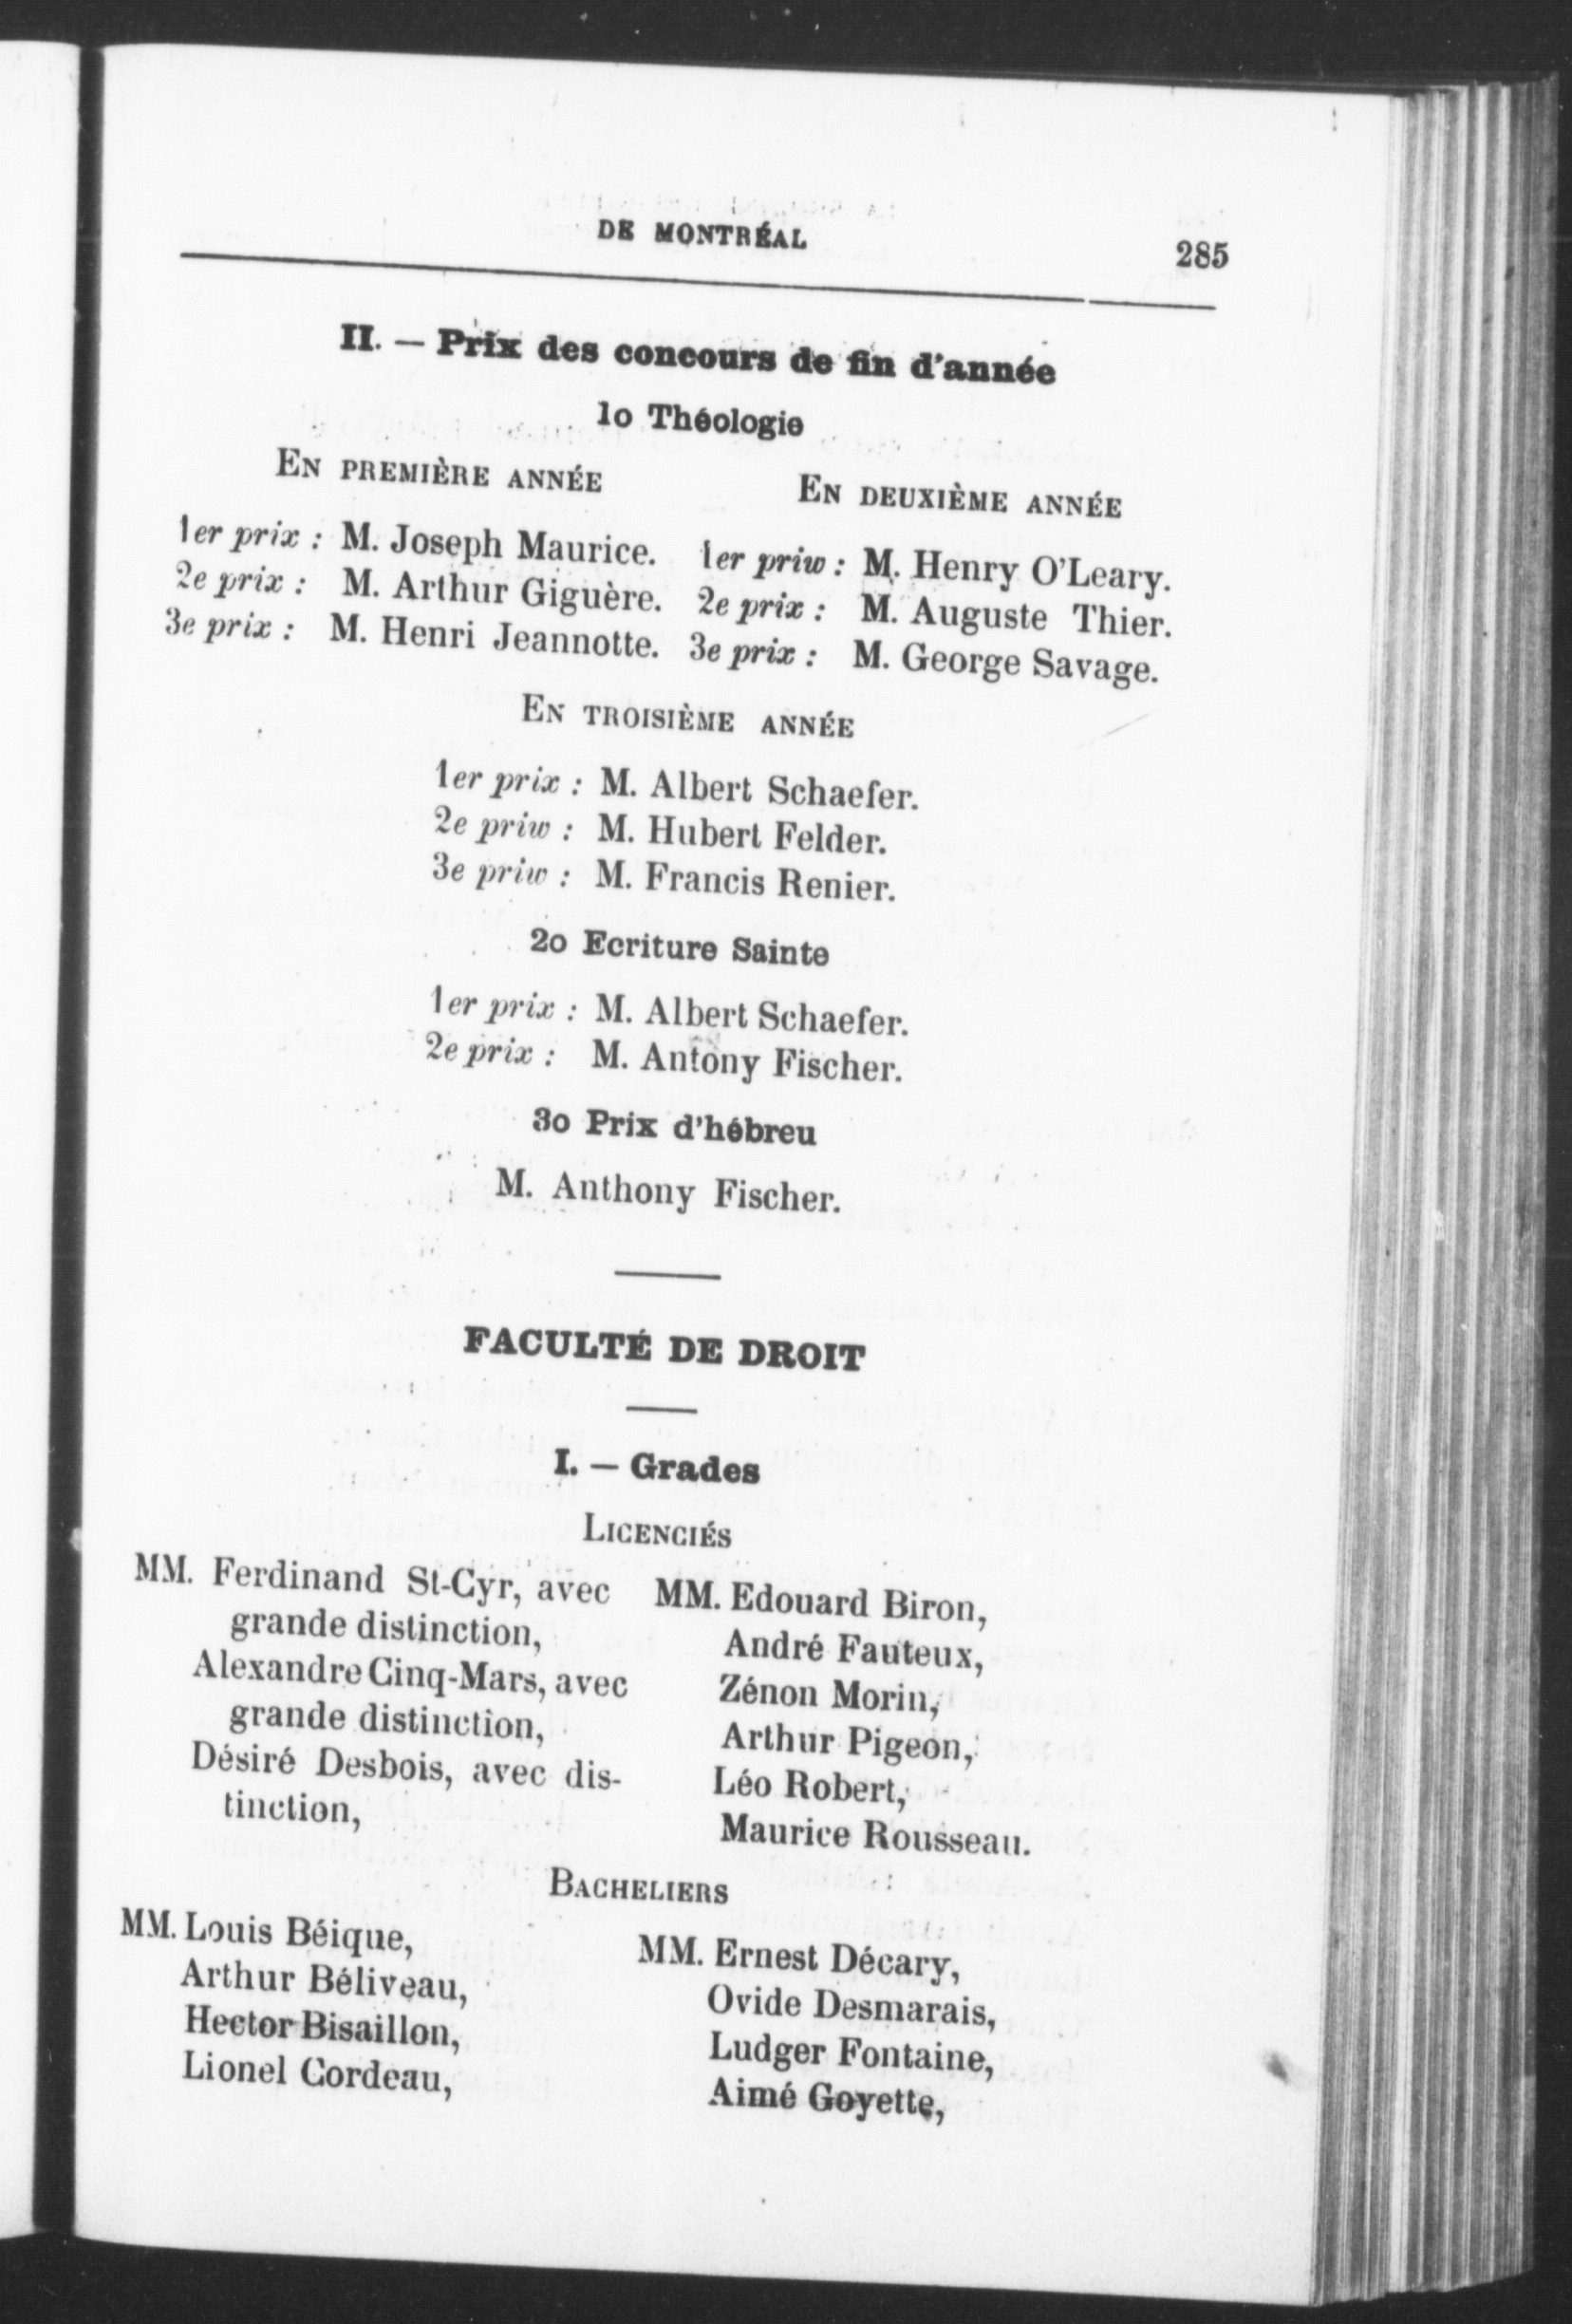 DE MONTRÉAL
285
II. — Prix des concours de fin d'année
1o Théologie
EN PREMIÈRE ANNÉE
1er prix : M. Joseph Maurice.
2e prix : M. Arthur Giguère.
3e prix : M. Henri Jeannotte.
EN DEUXIÈME ANNÉE
1er priw : M. Henry O'Leary.
2e prix : M. Auguste Thier.
3e prix : M. George Savage.
EN TROISIÈME ANNÉE
1er prix : M. Albert Schaefer.
2e priw : M. Hubert Felder.
3e priw : M. Francis Renier.
2o Ecriture Sainte
1er prix : M. Albert Schaefer.
2e prix : M. Antony Fischer.
3o Prix d'hébreu
M. Anthony Fischer.
FACULTÉ DE DROIT
I. — Grades
LICENCIÉS
MM. Ferdinand St-Cyr, avec
grande distinction,
Alexandre Cinq-Mars, avec
grande distinction,
Désiré Desbois, avec dis-
tinction,
MM. Edouard Biron,
André Fauteux,
Zénon Morin,
Arthur Pigeon,
Léo Robert,
Maurice Rousseau.
BACHELIERS
MM. Louis Béique,
Arthur Béliveau,
Hector Bisaillon,
Lionel Cordeau,
MM. Ernest Décary,
Ovide Desmarais,
Ludger Fontaine,
Aimé Goyette,